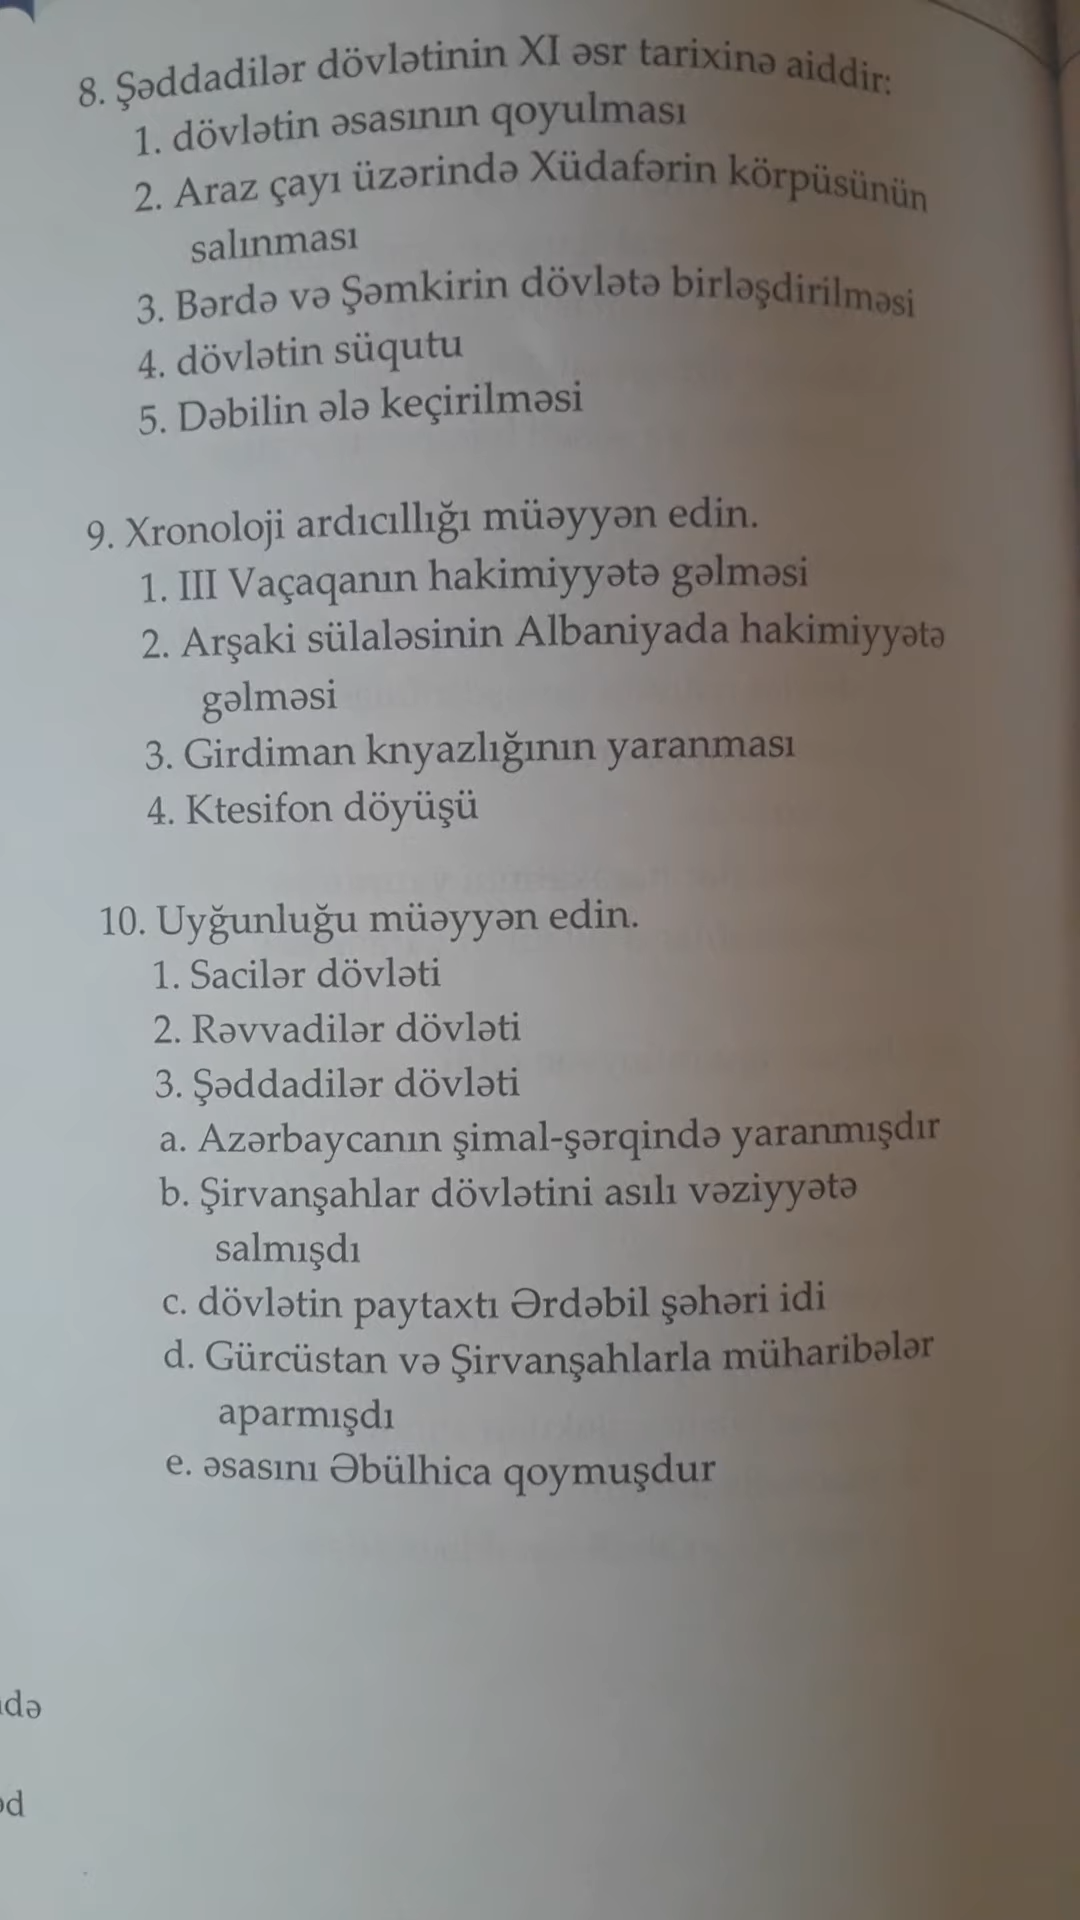 8. Şəddadilər dövlətinin XI əsr tarixinə aiddir:
1. dövlətin əsasının qoyulması
2. Araz çayı üzərində Xüdafərin körpüsünün
salınması
3. Bərdə və Şəmkirin dövlətə birləşdirilməsi
4. dövlətin süqutu
5. Dəbilin ələ keçirilməsi
9. Xronoloji ardıcıllığı müəyyən edin.
1. III Vaçaqanın hakimiyyətə gəlməsi
2. Arşaki sülaləsinin Albaniyada hakimiyyətə
gəlməsi
3. Girdiman knyazlığının yaranması
4. Ktesifon döyüşü
10. Uyğunluğu müəyyən edin.
1. Sacilər dövləti
2. Rəvvadilər dövləti
3. Şəddadilər dövləti
a. Azərbaycanın şimal-şərqində yaranmışdır
b. Şirvanşahlar dövlətini asılı vəziyyətə
salmışdı
c. dövlətin paytaxtı Ərdəbil şəhəri idi
d. Gürcüstan və Şirvanşahlarla müharibələr
aparmışdı
e. əsasını Əbülhica qoymuşdur